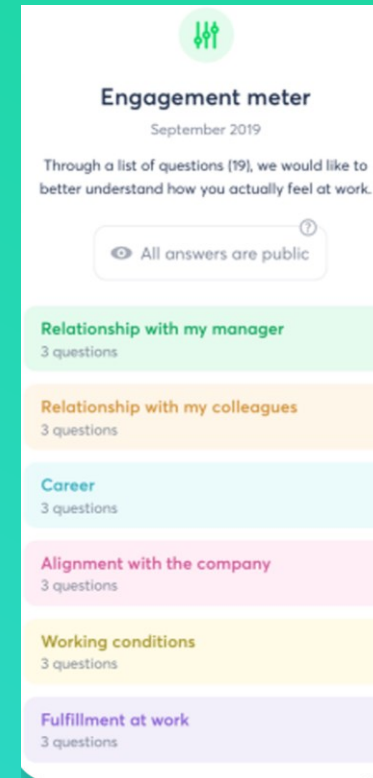 Engagement meter
September 2019
Through a list of questions (19), we would like to
better understand how you actually feel at work.
?
All answers are public
Relationship with my manager
3 questions
Relationship with my colleagues
3 questions
Career
3 questions
Alignment with the company
3 questions
Working conditions
3 questions
Fulfillment at work
3 questions